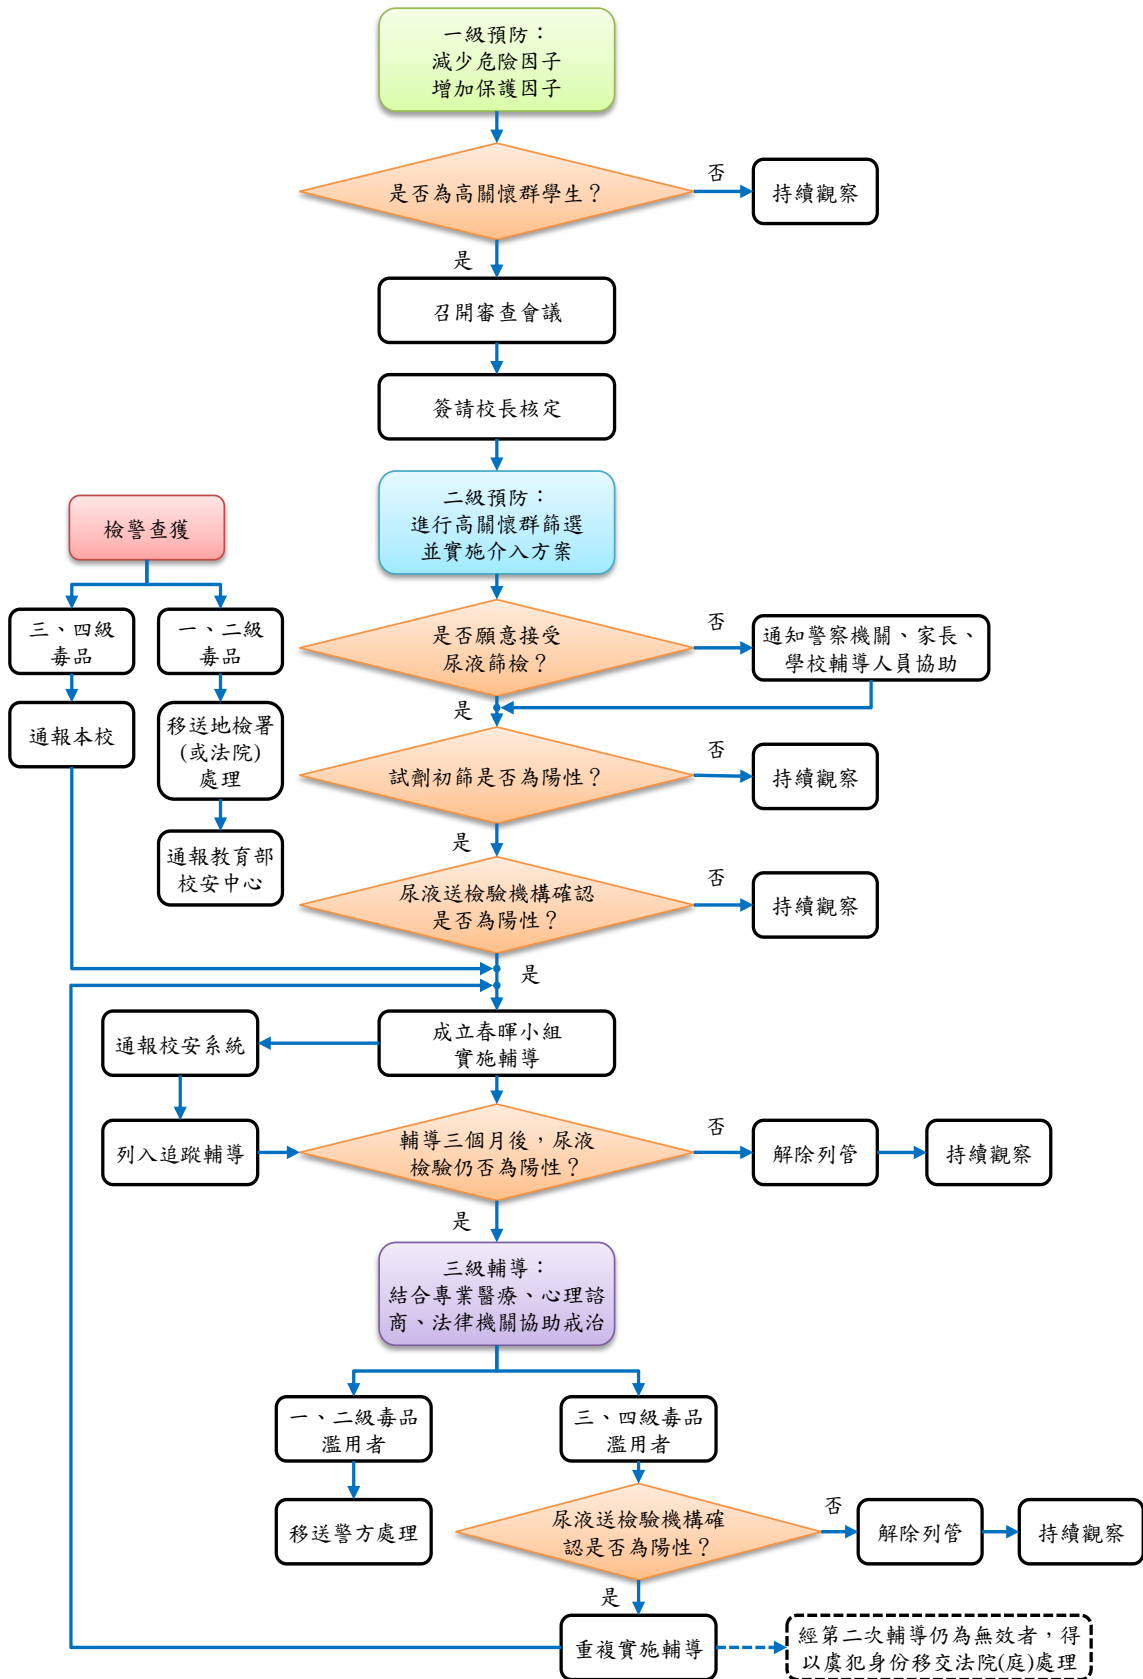 一級預防：
減少危險因子
增加保護因子
是否為高關懷群學生？
否
持續觀察
是
召開審查會議
簽請校長核定
二級預防：
進行高關懷群篩選
並實施介入方案
檢警查獲
三、四級
毒品
一、二級
毒品
通報本校
移送地檢署
(或法院)
處理
通報教育部
校安中心
是否願意接受
尿液篩檢？
否
通知警察機關、家長、
學校輔導人員協助
是
試劑初篩是否為陽性？
否
持續觀察
是
尿液送檢驗機構確認
是否為陽性？
否
持續觀察
是
成立春暉小組
實施輔導
通報校安系統
列入追蹤輔導
輔導三個月後，尿液
檢驗仍否為陽性？
否
解除列管
持續觀察
是
三級輔導：
結合專業醫療、心理諮
商、法律機關協助戒治
一、二級毒品
濫用者
三、四級毒品
濫用者
移送警方處理
尿液送檢驗機構確
認是否為陽性？
否
解除列管
持續觀察
是
重複實施輔導
經第二次輔導仍為無效者，得
以虞犯身份移交法院(庭)處理